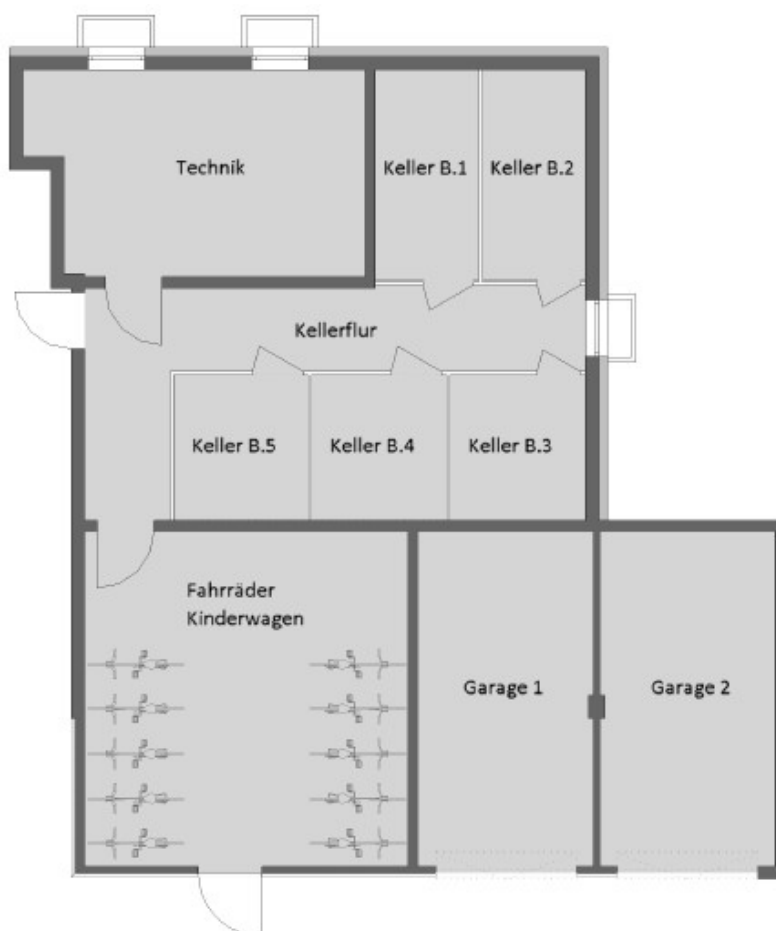 Technik
Keller B.1
Keller B.2
Kellerflur
Keller B.5
Keller B.4
Keller B.3
Fahrräder
Kinderwagen
Garage 1
Garage 2